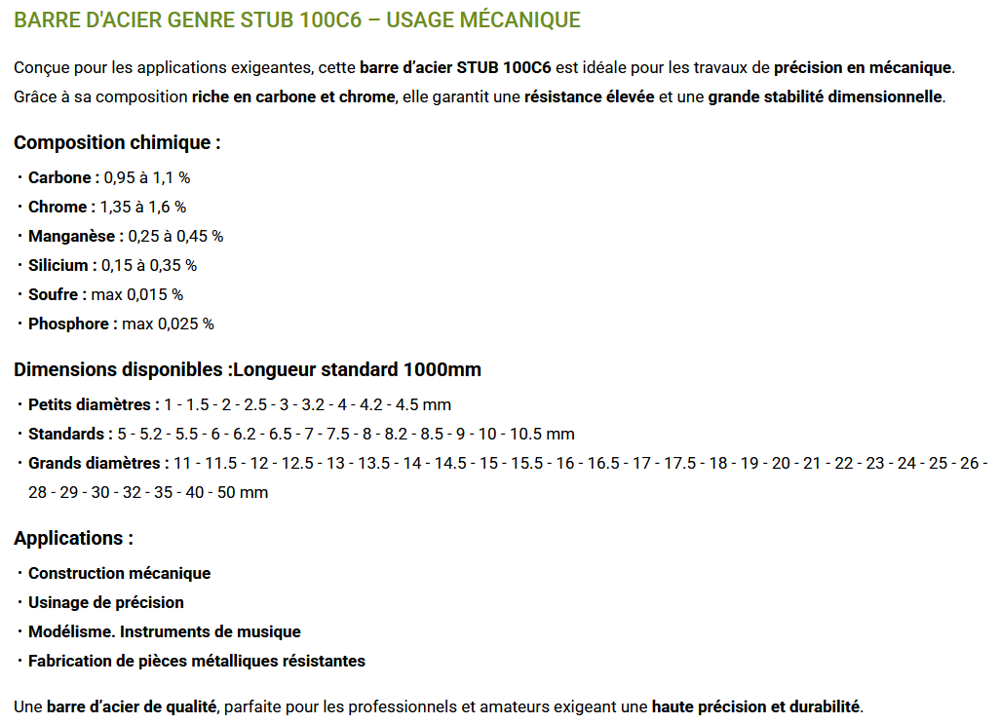 BARRE D'ACIER GENRE STUB 100C6 – USAGE MÉCANIQUE
Conçue pour les applications exigeantes, cette barre d’acier STUB 100C6 est idéale pour les travaux de précision en mécanique.
Grâce à sa composition riche en carbone et chrome, elle garantit une résistance élevée et une grande stabilité dimensionnelle.
Composition chimique :
· Carbone : 0,95 à 1,1 %
· Chrome : 1,35 à 1,6 %
· Manganèse : 0,25 à 0,45 %
· Silicium : 0,15 à 0,35 %
· Soufre : max 0,015 %
· Phosphore : max 0,025 %
Dimensions disponibles :Longueur standard 1000mm
· Petits diamètres : 1 - 1.5 - 2 - 2.5 - 3 - 3.2 - 4 - 4.2 - 4.5 mm
· Standards : 5 - 5.2 - 5.5 - 6 - 6.2 - 6.5 - 7 - 7.5 - 8 - 8.2 - 8.5 - 9 - 10 - 10.5 mm
· Grands diamètres : 11 - 11.5 - 12 - 12.5 - 13 - 13.5 - 14 - 14.5 - 15 - 15.5 - 16 - 16.5 - 17 - 17.5 - 18 - 19 - 20 - 21 - 22 - 23 - 24 - 25 - 26 -
28 - 29 - 30 - 32 - 35 - 40 - 50 mm
Applications :
· Construction mécanique
· Usinage de précision
· Modélisme. Instruments de musique
· Fabrication de pièces métalliques résistantes
Une barre d’acier de qualité, parfaite pour les professionnels et amateurs exigeant une haute précision et durabilité.